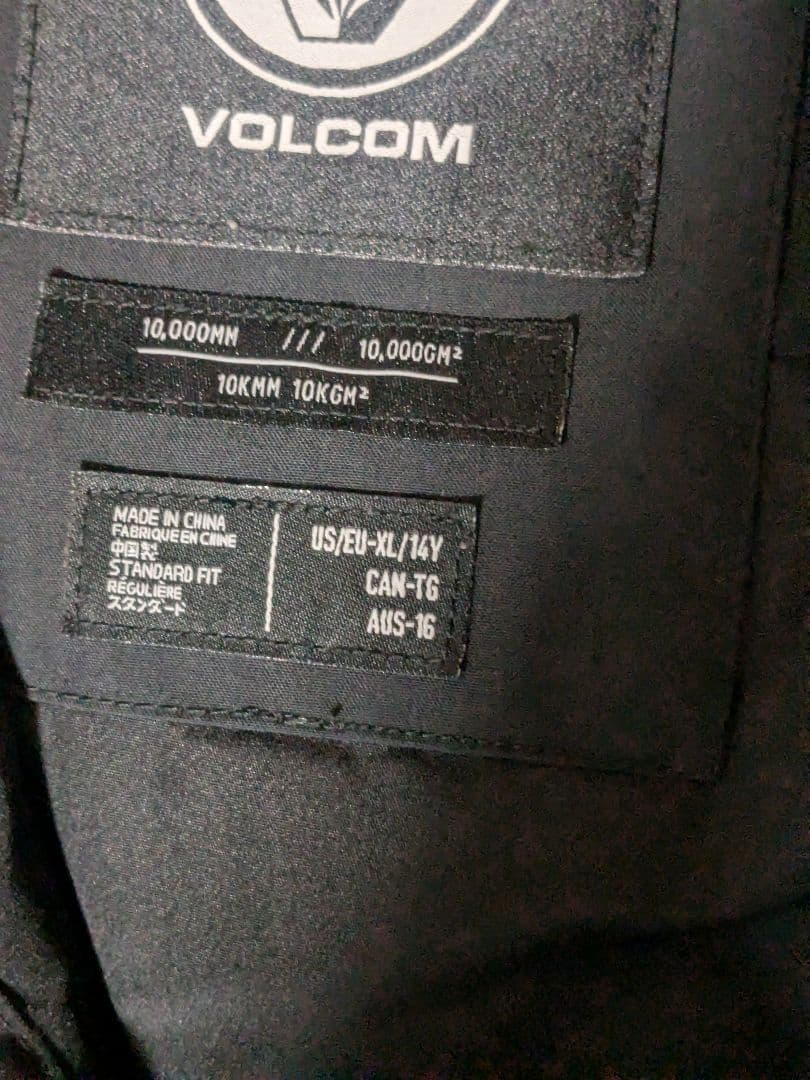 VOLCOM
10,000MM /// 10,000GM²
10KMM 10KGM²
MADE IN CHINA
FABRIQUE EN CHINE
中国製
STANDARD FIT
RÉGULIÈRE
スタンダード
US/EU-XL/14Y
CAN-TG
AUS-16